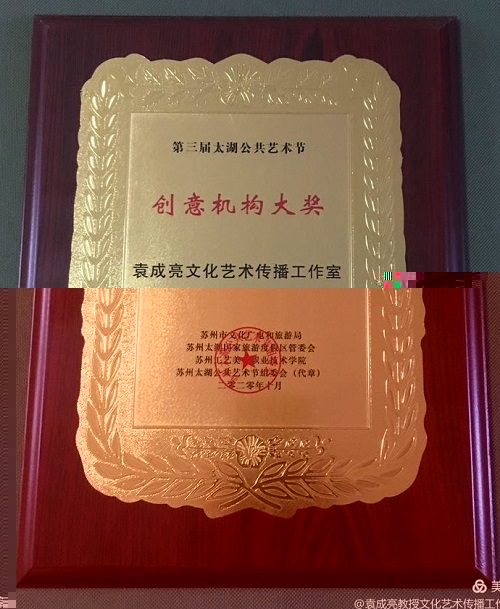 第三届太湖公共艺术节
创意机构大奖
袁成亮文化艺术传播工作室
苏州市文化广电和旅游局
苏州太湖国家旅游度假区管委会
苏州工艺美术职业技术学院
苏州太湖公共艺术节组委会（代章）
二〇二〇年十月
美
@袁成亮教授文化艺术传播工作